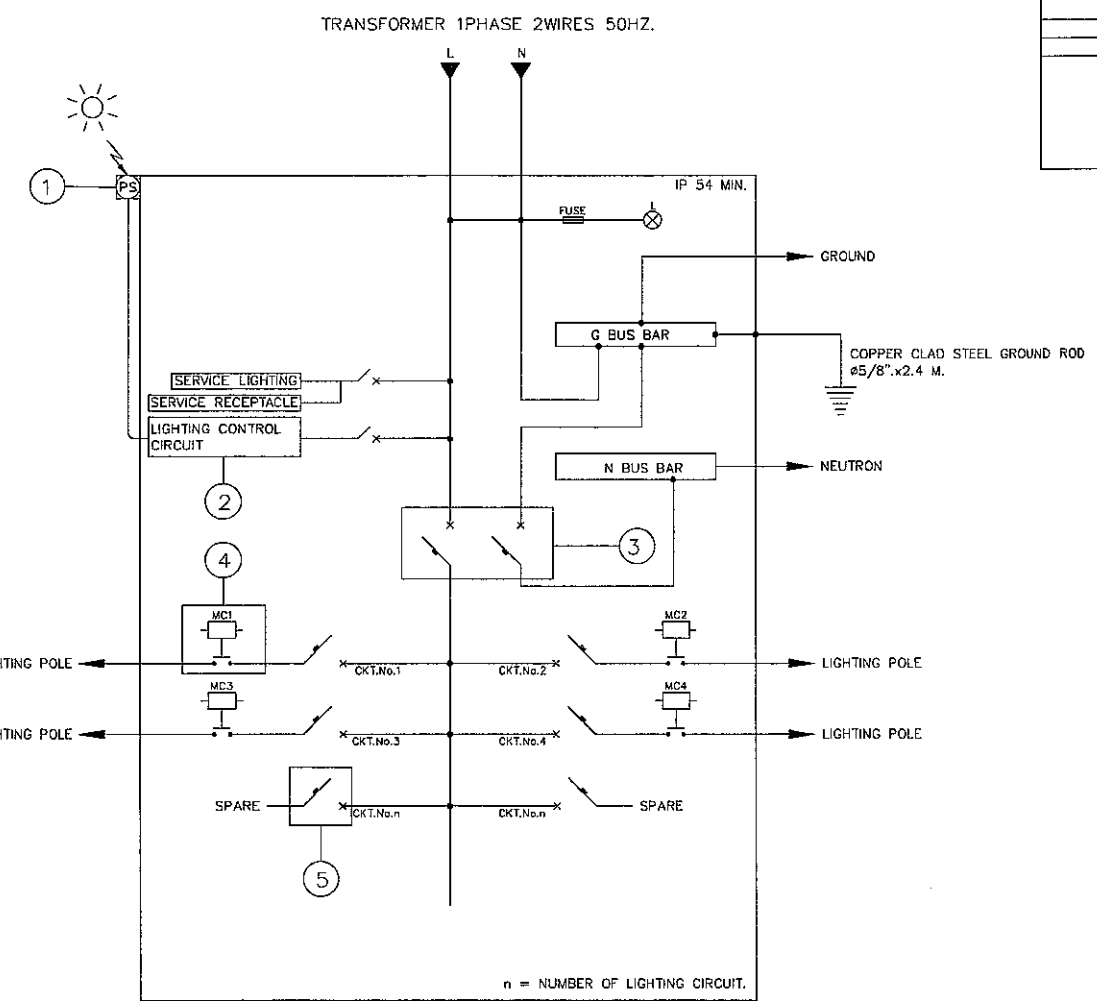 TRANSFORMER 1PHASE 2WIRES 50HZ.
L
N
1
PS
IP 54 MIN.
FUSE
L
GROUND
G BUS BAR
COPPER CLAD STEEL GROUND ROD
ø5/8".x2.4 M.
SERVICE LIGHTING
SERVICE RECEPTACLE
LIGHTING CONTROL
CIRCUIT
N BUS BAR
NEUTRON
2
3
4
MC1
MC2
HTING POLE
CKT.No.1
CKT.No.2
LIGHTING POLE
MC3
MC4
HTING POLE
CKT.No.3
CKT.No.4
LIGHTING POLE
SPARE
CKT.No.n
CKT.No.n
SPARE
5
n = NUMBER OF LIGHTING CIRCUIT.